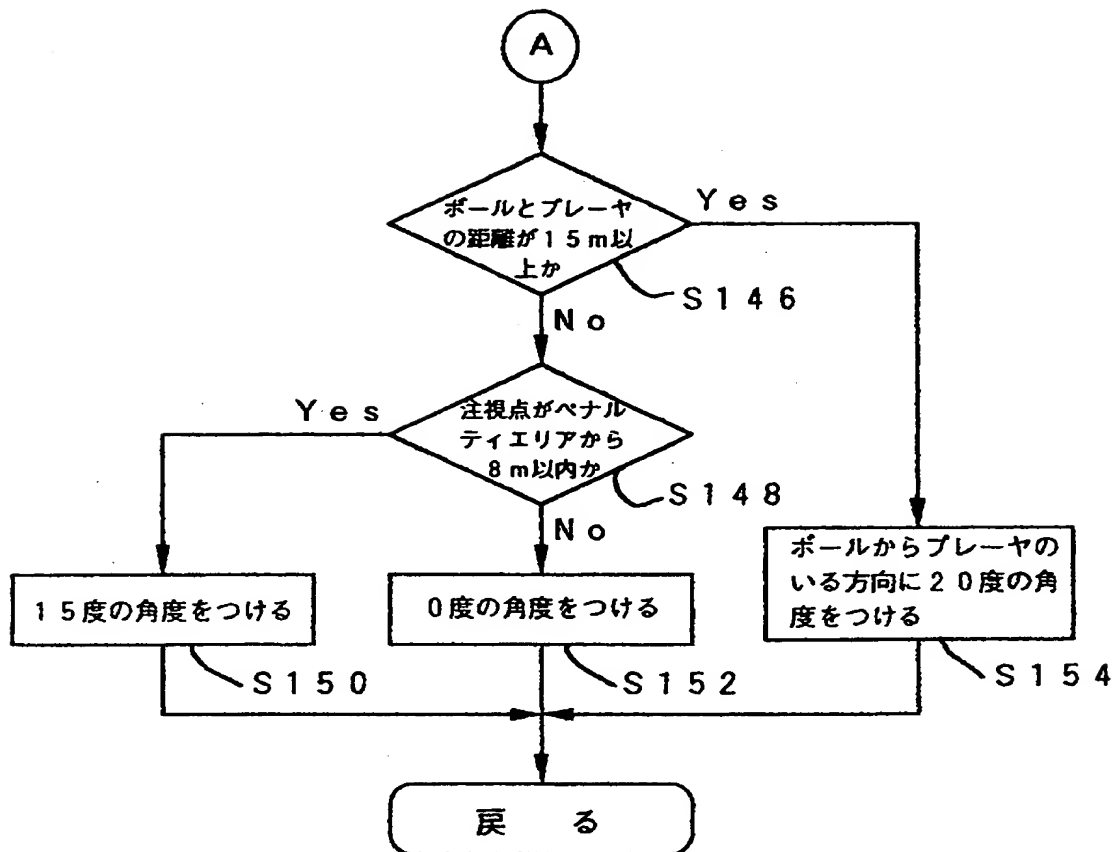 A
ボールとプレーヤ
の距離が15m以
上か
Yes
S146
No
注視点がペナル
ティエリアから
8m以内か
Yes
S148
No
15度の角度をつける
S150
0度の角度をつける
S152
ボールからプレーヤの
いる方向に20度の角
度をつける
S154
戻 る